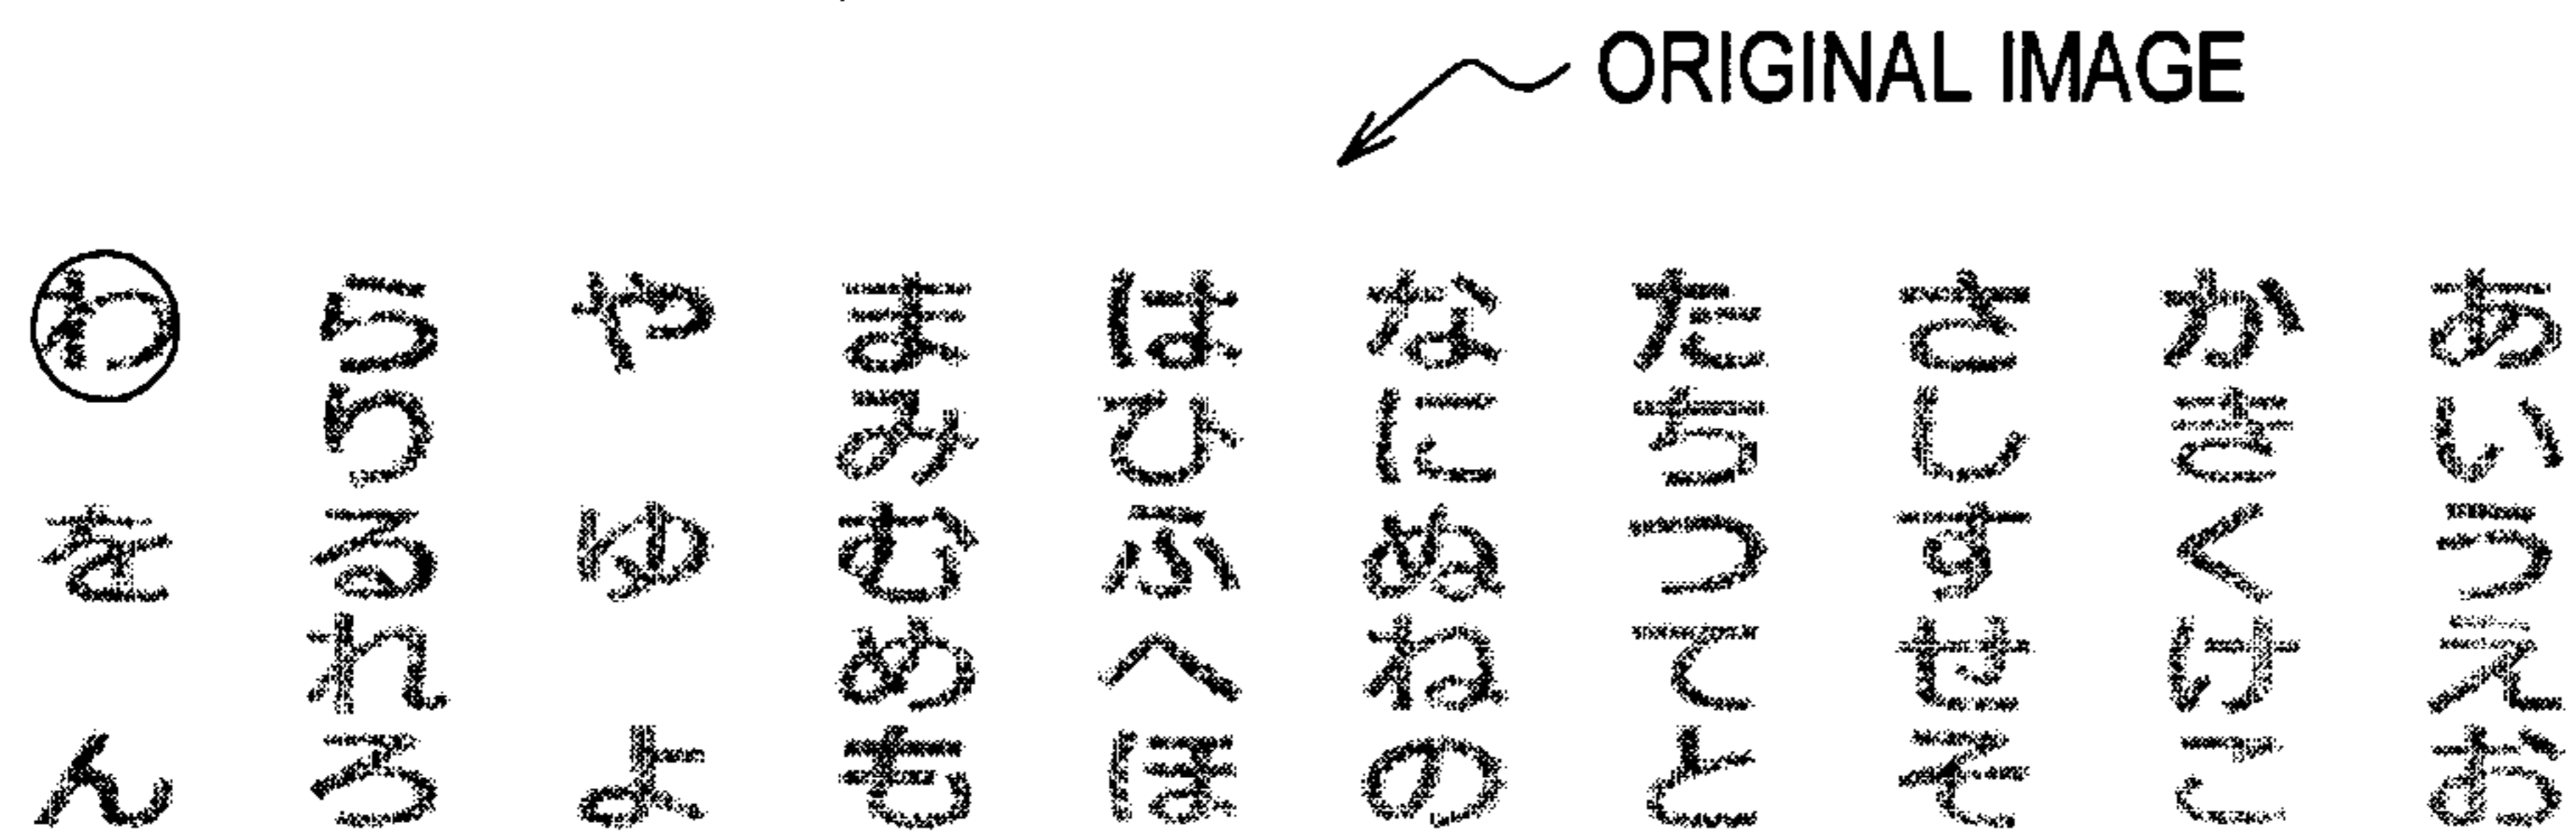 ORIGINAL IMAGE
あいうえお
かきくけこ
さしすせそ
たちつてと
なにぬねの
はひふへほ
まみむめも
やゆよ
らりるれろ
わをん